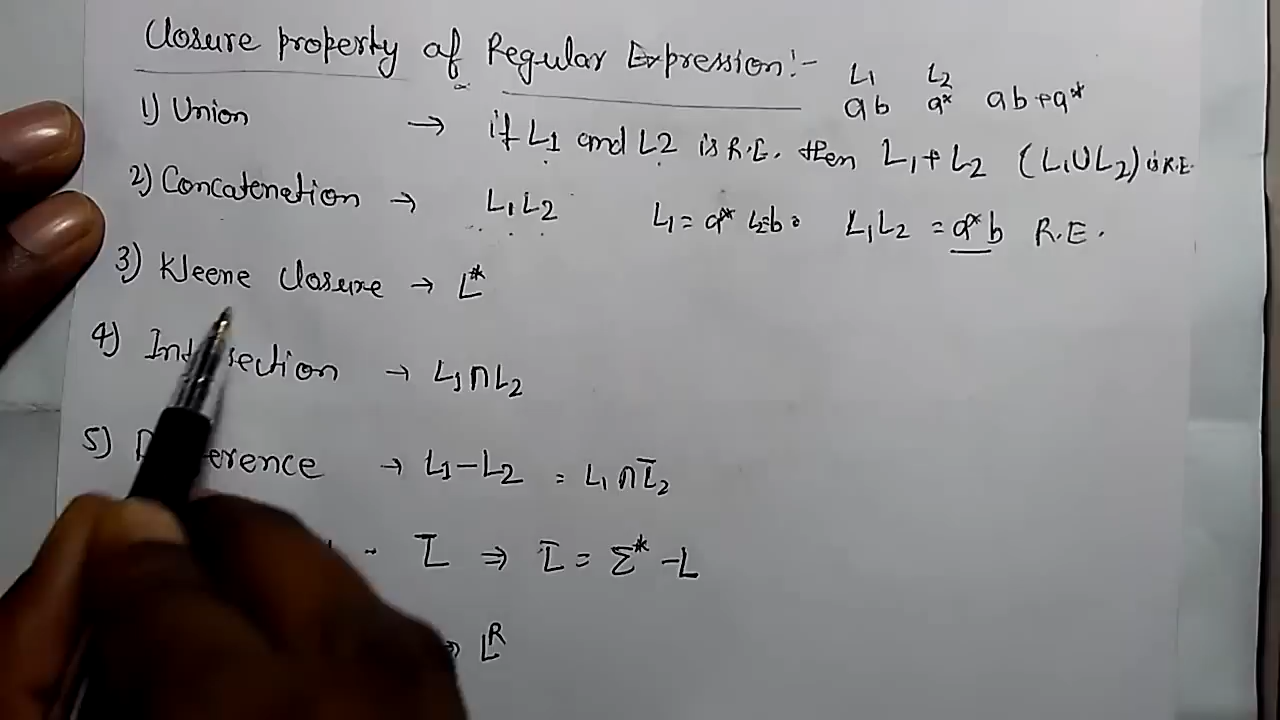 Closure property of Regular Expression:-
L1 L2
ab a* ab+a*
1) Union → if L1 and L2 is R.E. then L1+L2 (L1UL2) is R.E.
2) Concatenation → L1L2 L1= a* L2=b L1L2 = a*b R.E.
3) Kleene Closure → L*
4) → L1∩L2
5) → L1-L2 = L1∩L̅2
L̅ ⇒ L̅ = Σ* -L
L^R